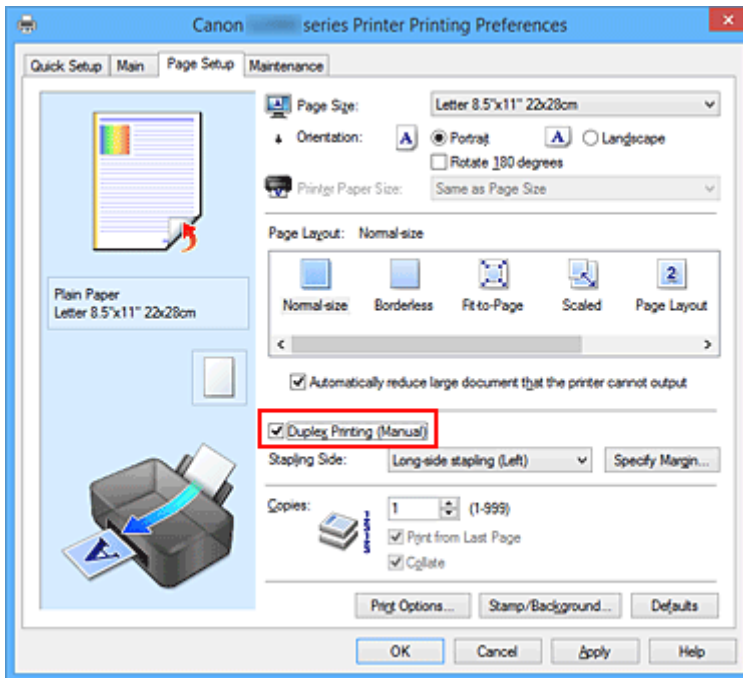 Canon series Printer Printing Preferences
Quick Setup Main Page Setup Maintenance
Page Size: Letter 8.5"x11" 22x28cm
Orientation: A Portrait A Landscape
Rotate 180 degrees
Printer Paper Size: Same as Page Size
Page Layout: Normal-size
Normal-size Borderless Fit-to-Page Scaled 2 Page Layout
Plain Paper
Letter 8.5"x11" 22x28cm
Automatically reduce large document that the printer cannot output
Duplex Printing (Manual)
Stapling Side: Long-side stapling (Left) Specify Margin...
Copies: 1 (1-999)
Print from Last Page
Collate
A
Print Options... Stamp/Background... Defaults
OK Cancel Apply Help